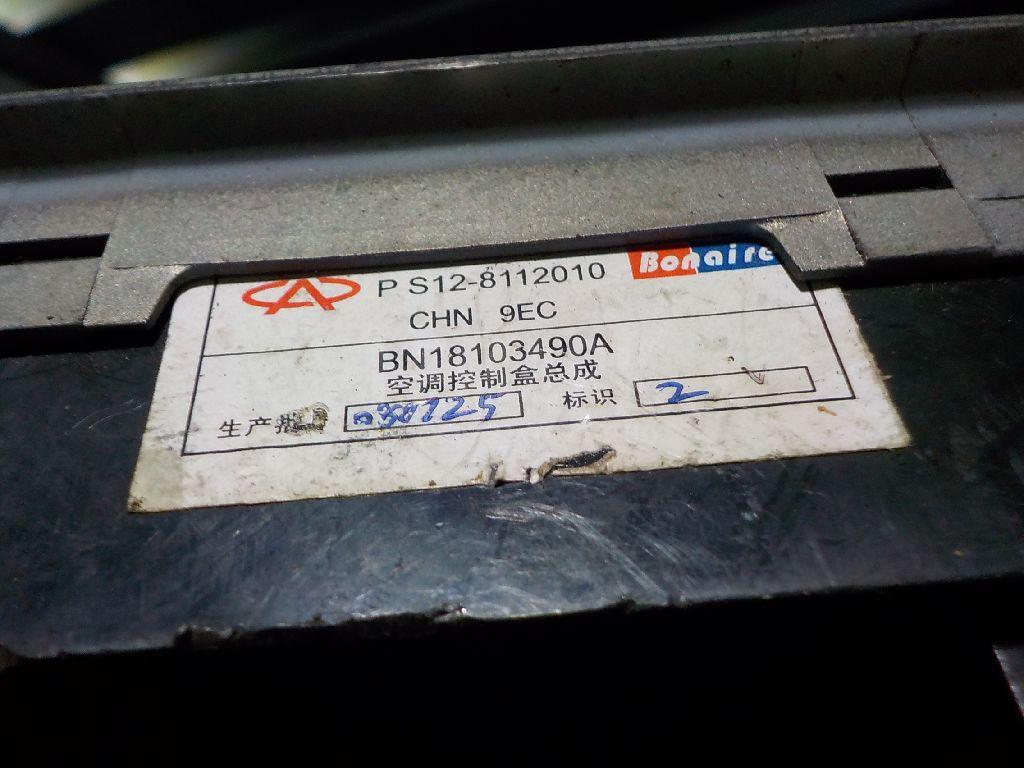 P S12-8112010
Bonaire
CHN 9EC
BN18103490A
空调控制盒总成
生产批
标识 2